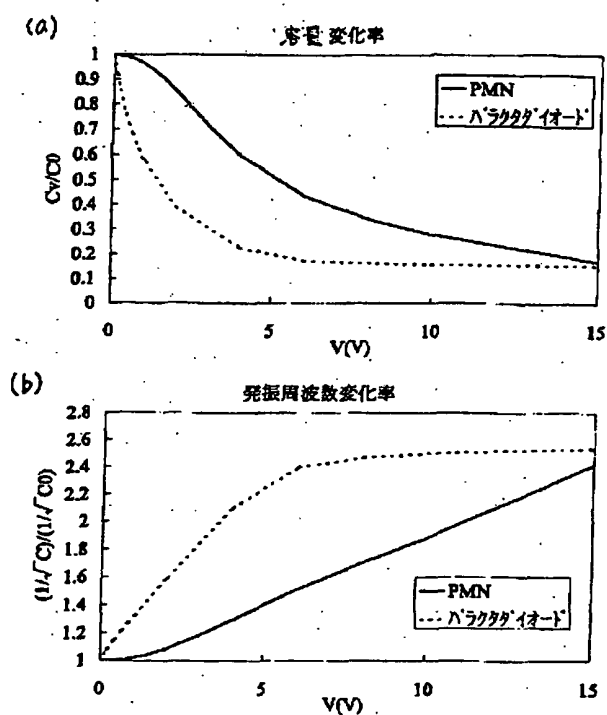 (a)
容量 変化率
Cv/C0
1
0.9
0.8
0.7
0.6
0.5
0.4
0.3
0.2
0.1
0
PMN
バラクタダイオード
0 5 10 15
V(V)
(b)
発振周波数変化率
(1/√C)/(1/√C0)
2.8
2.6
2.4
2.2
2
1.8
1.6
1.4
1.2
1
PMN
バラクタダイオード
0 5 10 15
V(V)